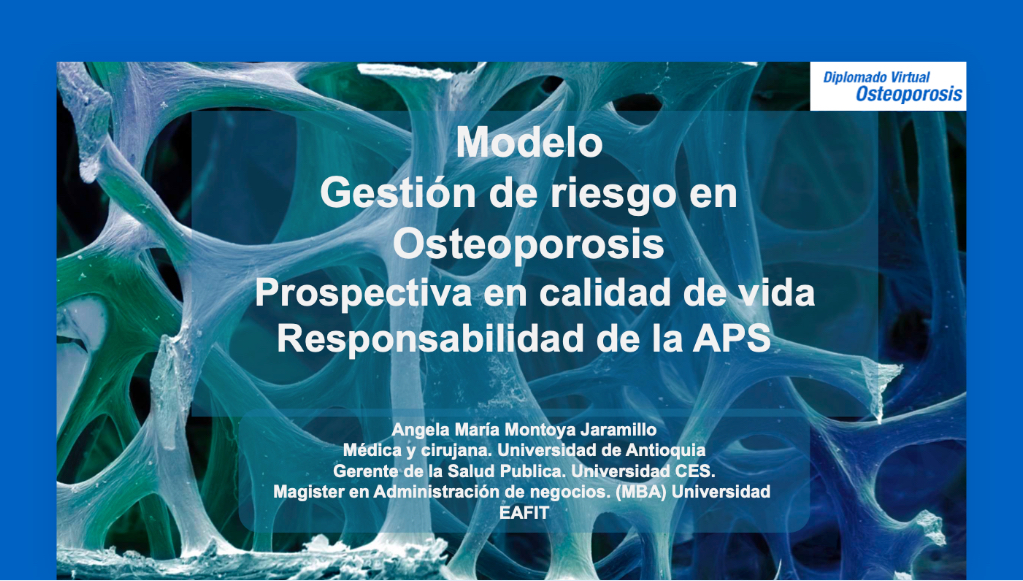 Diplomado Virtual
Osteoporosis
Modelo
Gestión de riesgo en
Osteoporosis
Prospectiva en calidad de vida
Responsabilidad de la APS
Angela María Montoya Jaramillo
Médica y cirujana. Universidad de Antioquia
Gerente de la Salud Publica. Universidad CES.
Magister en Administración de negocios. (MBA) Universidad
EAFIT